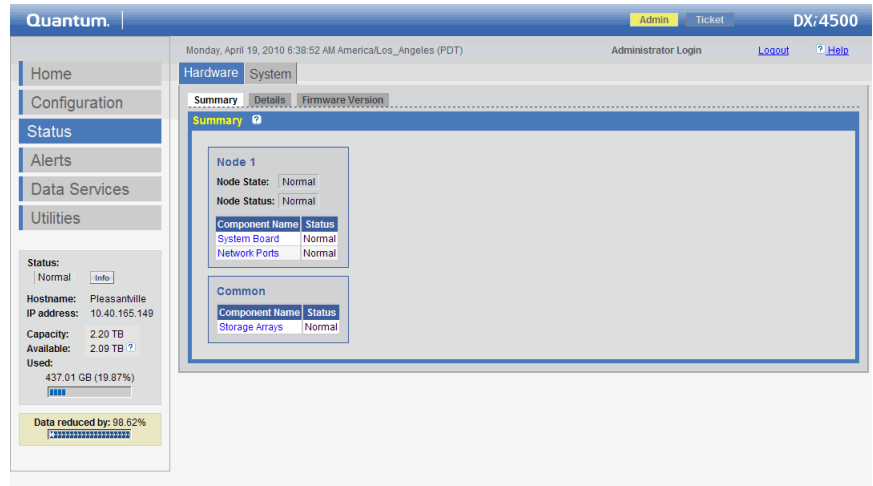 Quantum.
Admin Ticket DXi4500
Monday, April 19, 2010 6:38:52 AM America/Los_Angeles (PDT) Administrator Login Logout ? Help
Home
Configuration
Status
Alerts
Data Services
Utilities
Status:
Normal Info
Hostname: Pleasantville
IP address: 10.40.165.149
Capacity: 2.20 TB
Available: 2.09 TB ?
Used:
437.01 GB (19.87%)
Data reduced by: 98.62%
Hardware System
Summary Details Firmware Version
Summary ?
Node 1
Node State: Normal
Node Status: Normal
Component Name Status
System Board Normal
Network Ports Normal
Common
Component Name Status
Storage Arrays Normal